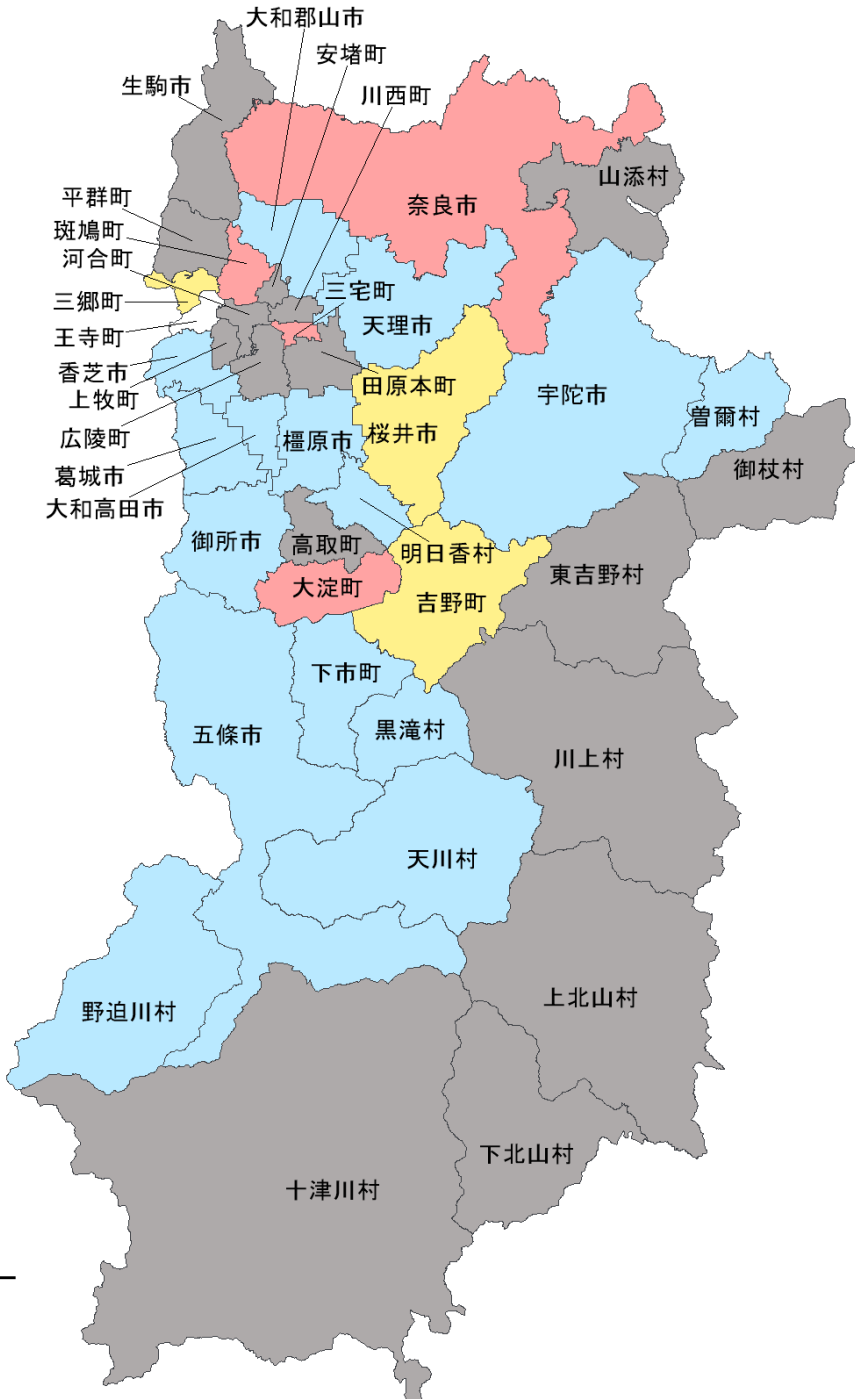 大和郡山市
安堵町
生駒市
川西町
山添村
平群町
奈良市
斑鳩町
河合町
三郷町
三宅町
天理市
王寺町
香芝市
上牧町
田原本町
宇陀市
曽爾村
広陵町
橿原市
桜井市
御杖村
葛城市
大和高田市
御所市
高取町
明日香村
東吉野村
大淀町
吉野町
下市町
五條市
黒滝村
川上村
天川村
上北山村
野迫川村
下北山村
十津川村